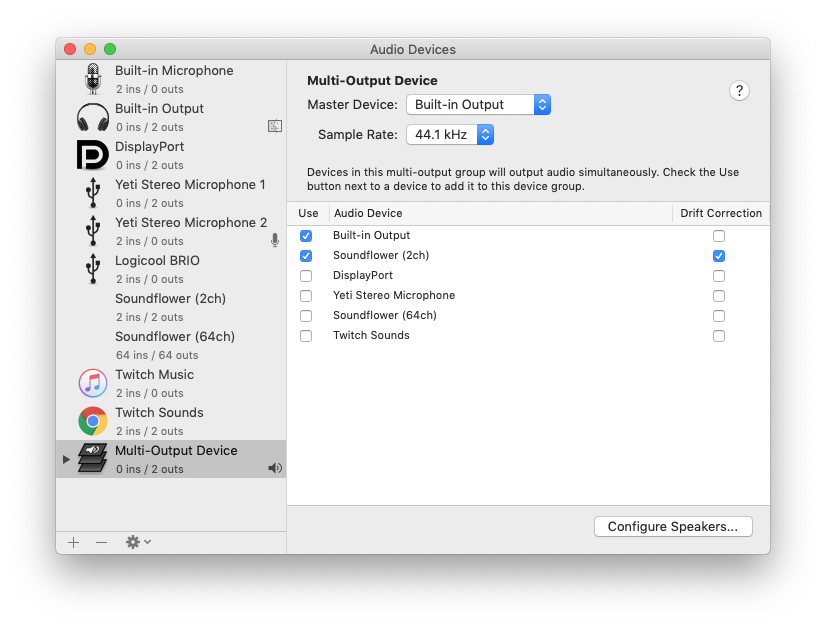 Audio Devices
Built-in Microphone
2 ins / 0 outs
Built-in Output
0 ins / 2 outs
DisplayPort
0 ins / 2 outs
Yeti Stereo Microphone 1
0 ins / 2 outs
Yeti Stereo Microphone 2
2 ins / 0 outs
Logicool BRIO
2 ins / 0 outs
Soundflower (2ch)
2 ins / 2 outs
Soundflower (64ch)
64 ins / 64 outs
Twitch Music
2 ins / 0 outs
Twitch Sounds
2 ins / 2 outs
Multi-Output Device
0 ins / 2 outs
Multi-Output Device
?
Master Device: Built-in Output
Sample Rate: 44.1 kHz
Devices in this multi-output group will output audio simultaneously. Check the Use
button next to a device to add it to this device group.
Use Audio Device Drift Correction
Built-in Output
Soundflower (2ch)
DisplayPort
Yeti Stereo Microphone
Soundflower (64ch)
Twitch Sounds
Configure Speakers...